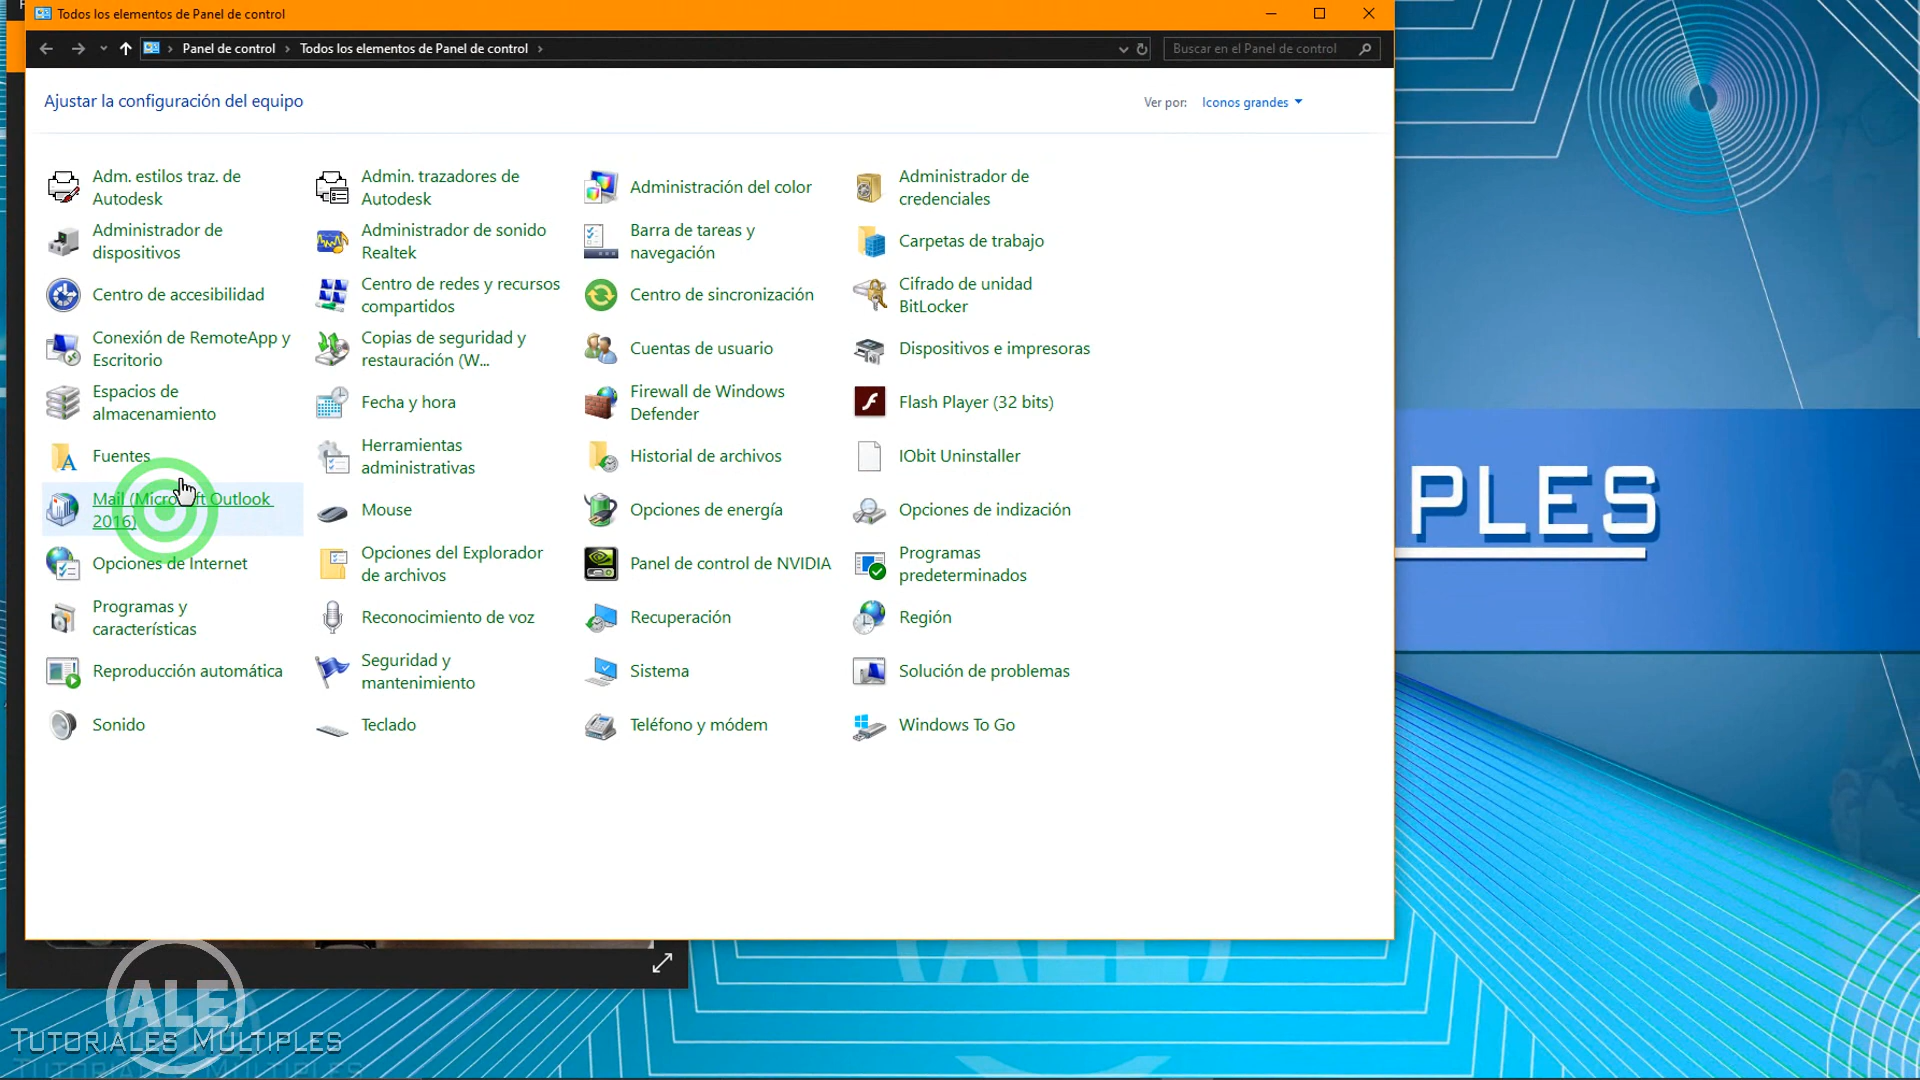 Todos los elementos de Panel de control
Panel de control
Todos los elementos de Panel de control
Buscar en el Panel de control
Ajustar la configuración del equipo
Ver por:
Iconos grandes
Adm. estilos traz. de
Autodesk
Admin. trazadores de
Autodesk
Administración del color
Administrador de
credenciales
Administrador de
dispositivos
Administrador de sonido
Realtek
Barra de tareas y
navegación
Carpetas de trabajo
Centro de accesibilidad
Centro de redes y recursos
compartidos
Centro de sincronización
Cifrado de unidad
BitLocker
Conexión de RemoteApp y
Escritorio
Copias de seguridad y
restauración (W...
Cuentas de usuario
Dispositivos e impresoras
Espacios de
almacenamiento
Fecha y hora
Firewall de Windows
Defender
Flash Player (32 bits)
Fuentes
Herramientas
administrativas
Historial de archivos
IObit Uninstaller
Mail (Microsoft Outlook
2016)
Mouse
Opciones de energía
Opciones de indización
Opciones de Internet
Opciones del Explorador
de archivos
Panel de control de NVIDIA
Programas
predeterminados
Programas y
características
Reconocimiento de voz
Recuperación
Región
Reproducción automática
Seguridad y
mantenimiento
Sistema
Solución de problemas
Sonido
Teclado
Teléfono y módem
Windows To Go
PLES
ALE
ALE
Tutoriales Múltiples